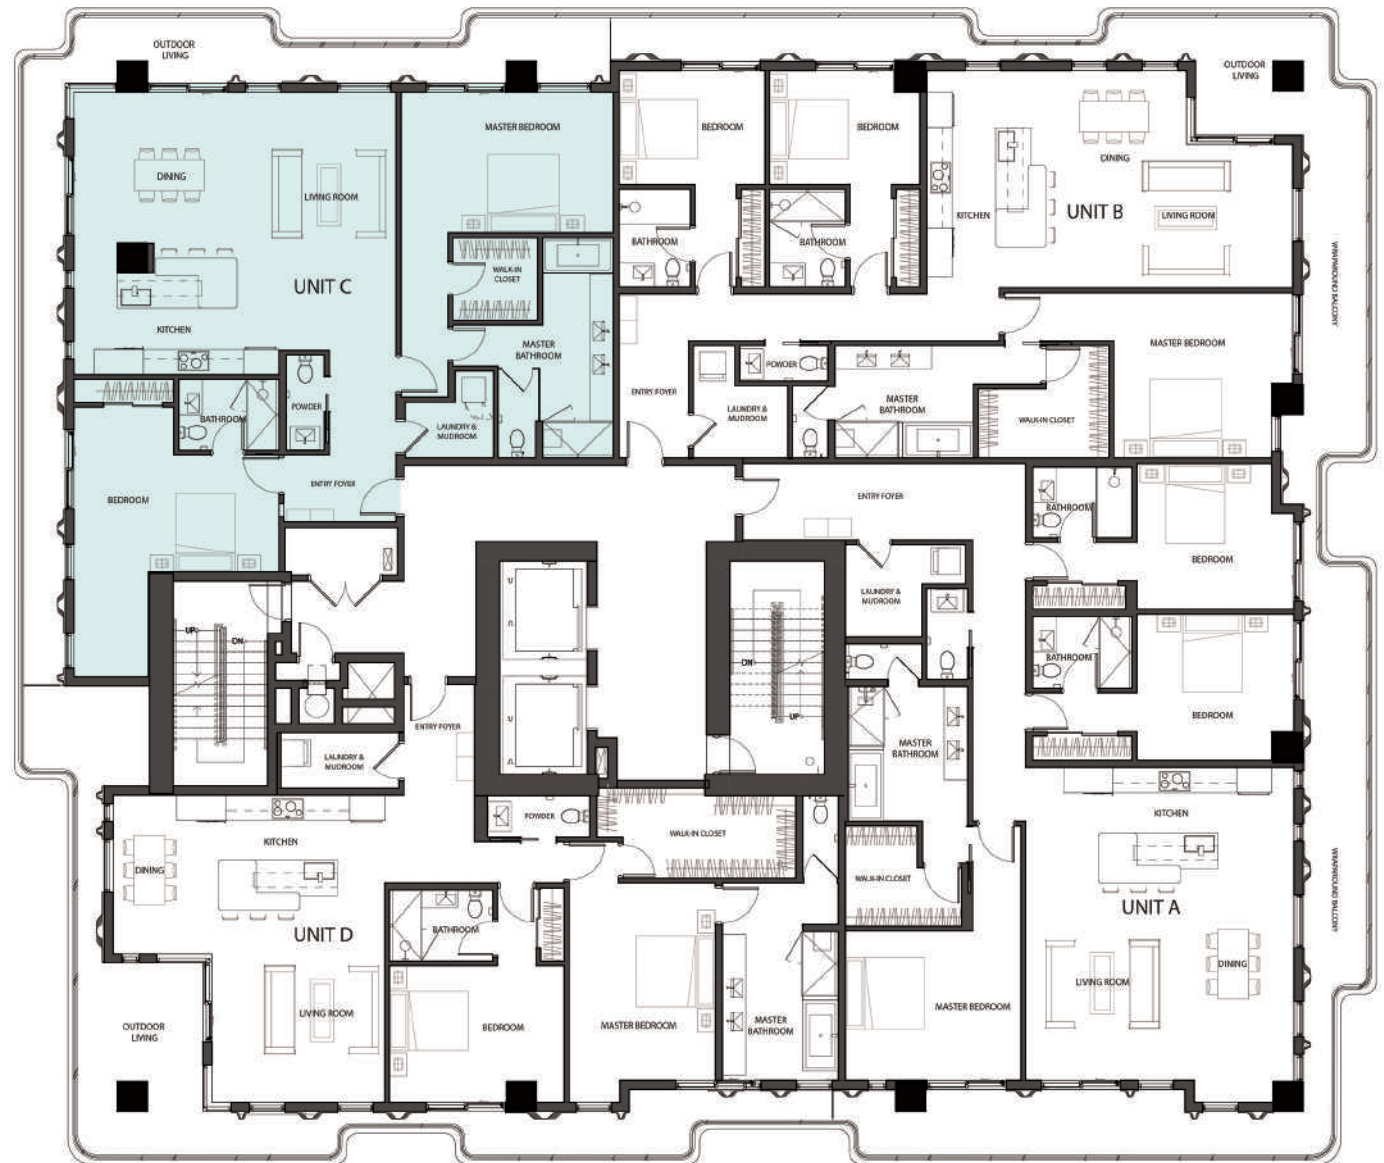 OUTDOOR
LIVING
DINING
LIVING ROOM
MASTER BEDROOM
WALK-IN
CLOSET
UNIT C
KITCHEN
MASTER
BATHROOM
BATHROOM
POWDER
LAUNDRY &
MUDROOM
BEDROOM
ENTRY FOYER
BEDROOM
BEDROOM
OUTDOOR
LIVING
DINING
BATHROOM
BATHROOM
KITCHEN
UNIT B
LIVING ROOM
WRAPAROUND BALCONY
MASTER BEDROOM
POWDER
ENTRY FOYER
LAUNDRY &
MUDROOM
MASTER
BATHROOM
WALK-IN CLOSET
ENTRY FOYER
BATHROOM
BEDROOM
LAUNDRY &
MUDROOM
BATHROOM
BEDROOM
MASTER
BATHROOM
KITCHEN
WALK-IN CLOSET
UNIT A
WRAPAROUND BALCONY
LIVING ROOM
DINING
MASTER BEDROOM
UP
DN
DN
UP
ENTRY FOYER
LAUNDRY &
MUDROOM
KITCHEN
POWDER
WALK-IN CLOSET
DINING
UNIT D
BATHROOM
LIVING ROOM
BEDROOM
MASTER BEDROOM
MASTER
BATHROOM
OUTDOOR
LIVING